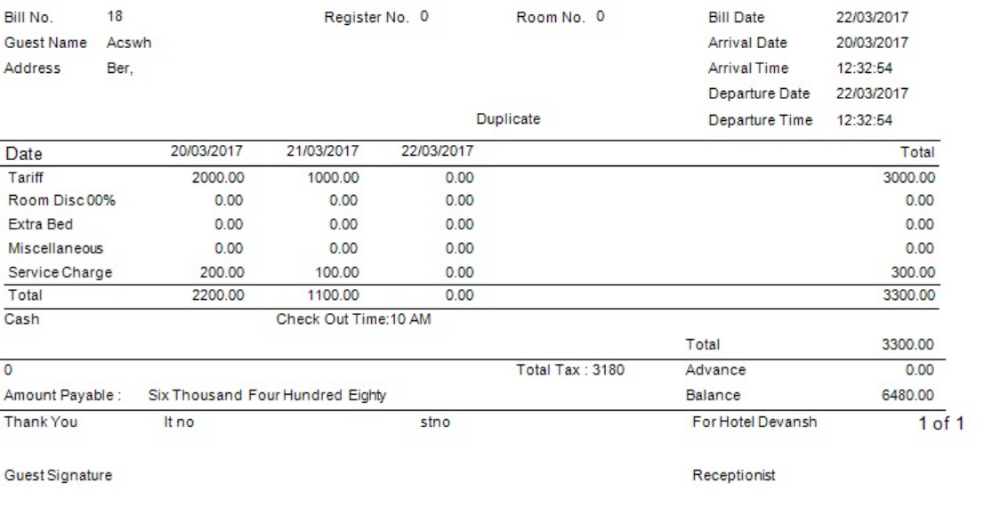 Bill No. 18 Register No. 0 Room No. 0 Bill Date 22/03/2017
Guest Name Acswh Arrival Date 20/03/2017
Address Ber, Arrival Time 12:32:54
Departure Date 22/03/2017
Duplicate Departure Time 12:32:54
Date 20/03/2017 21/03/2017 22/03/2017 Total
Tariff 2000.00 1000.00 0.00 3000.00
Room Disc00% 0.00 0.00 0.00 0.00
Extra Bed 0.00 0.00 0.00 0.00
Miscellaneous 0.00 0.00 0.00 0.00
Service Charge 200.00 100.00 0.00 300.00
Total 2200.00 1100.00 0.00 3300.00
Cash Check Out Time:10 AM
Total 3300.00
0 Total Tax : 3180 Advance 0.00
Amount Payable : Six Thousand Four Hundred Eighty Balance 6480.00
Thank You lt no stno For Hotel Devansh 1 of 1
Guest Signature Receptionist